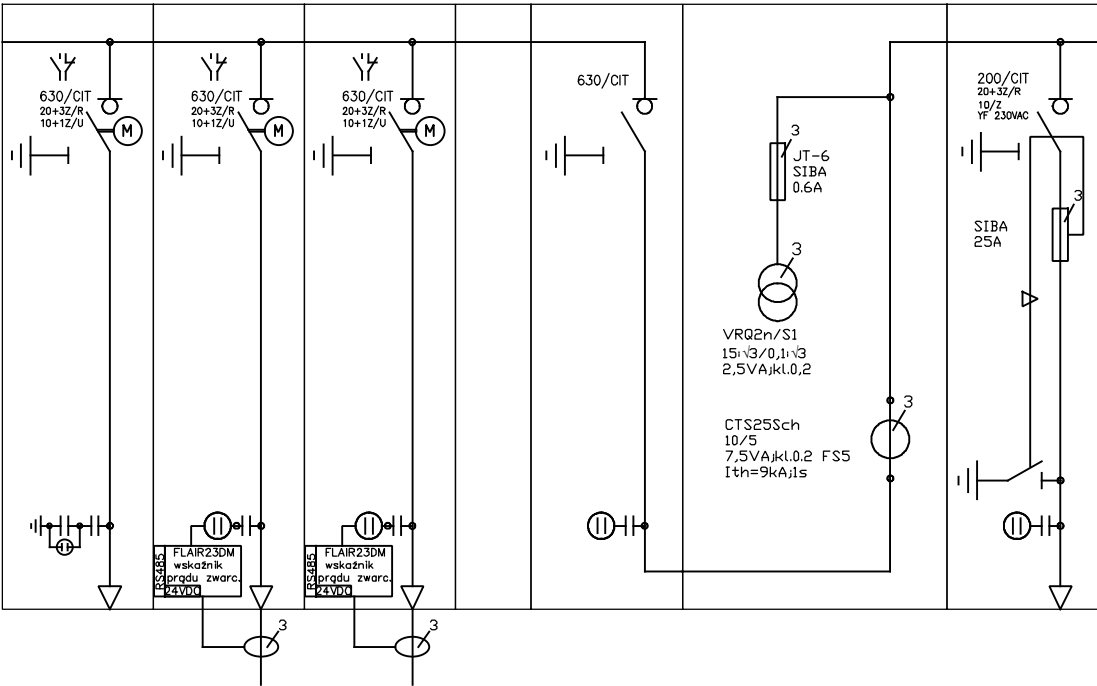 630/CIT
20+3Z/R
10+1Z/U
M
630/CIT
20+3Z/R
10+1Z/U
M
630/CIT
20+3Z/R
10+1Z/U
M
630/CIT
3
JT-6
SIBA
0.6A
3
VRQ2n/S1
15:√3/0,1:√3
2,5VA;kl.0,2
3
CTS25Sch
10/5
7,5VA;kl.0.2 FS5
Ith=9kA;1s
200/CIT
20+3Z/R
10/Z
YF 230VAC
3
SIBA
25A
RS485
FLAIR23DM
wskaźnik
prądu zwarc.
24VDC
3
RS485
FLAIR23DM
wskaźnik
prądu zwarc.
24VDC
3